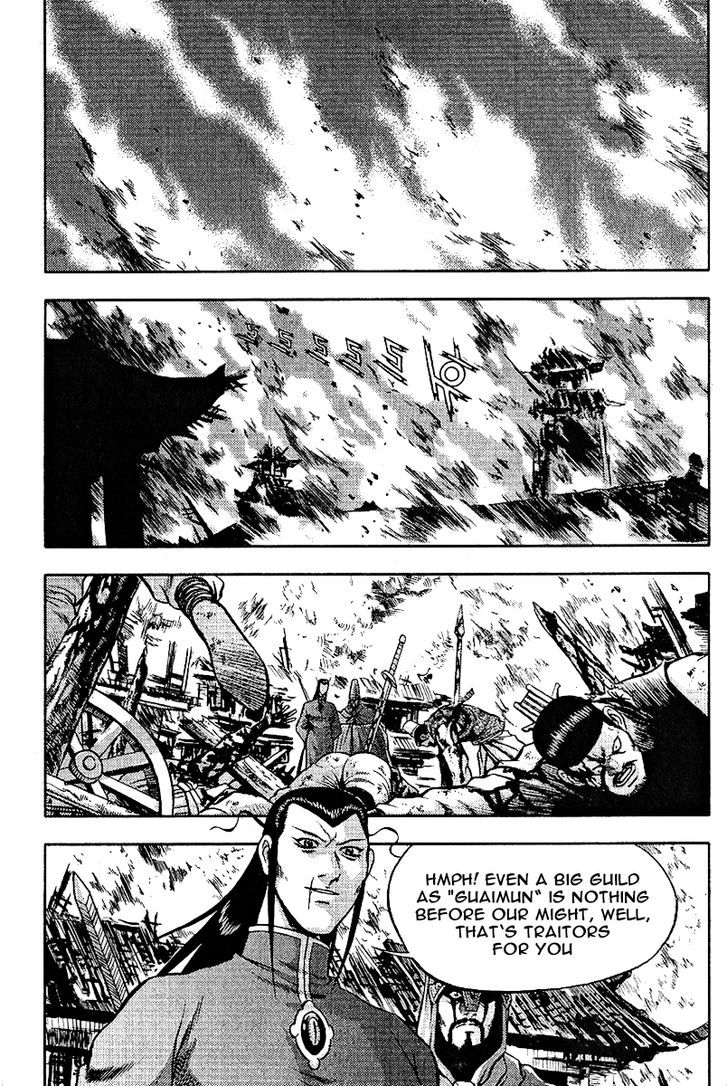 HMPH! EVEN A BIG GUILD
AS "GUAIMUN" IS NOTHING
BEFORE OUR MIGHT, WELL,
THAT'S TRAITORS
FOR YOU